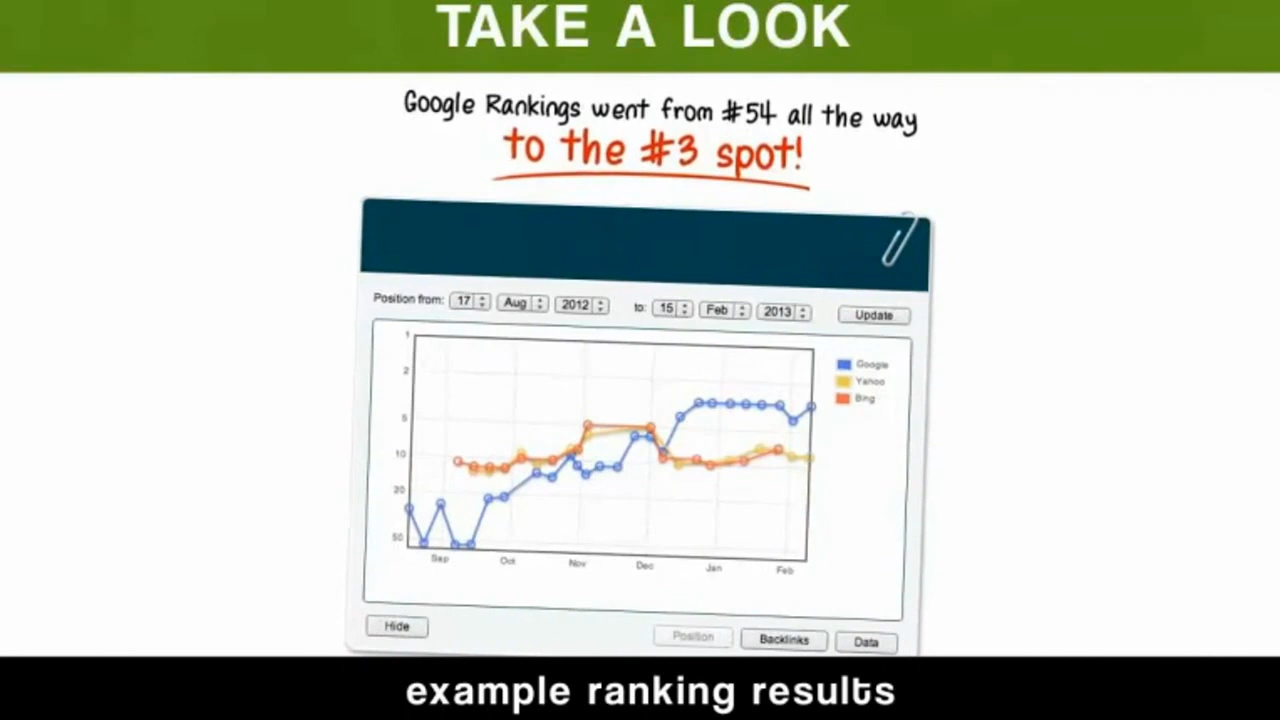 TAKE A LOOK
Google Rankings went from #54 all the way
to the #3 spot!
Position from: 17 Aug 2012 to: 15 Feb 2013 Update
1
2
5
10
20
50
Google
Yahoo
Bing
Sep Oct Nov Dec Jan Feb
Hide Position Backlinks Data
example ranking results